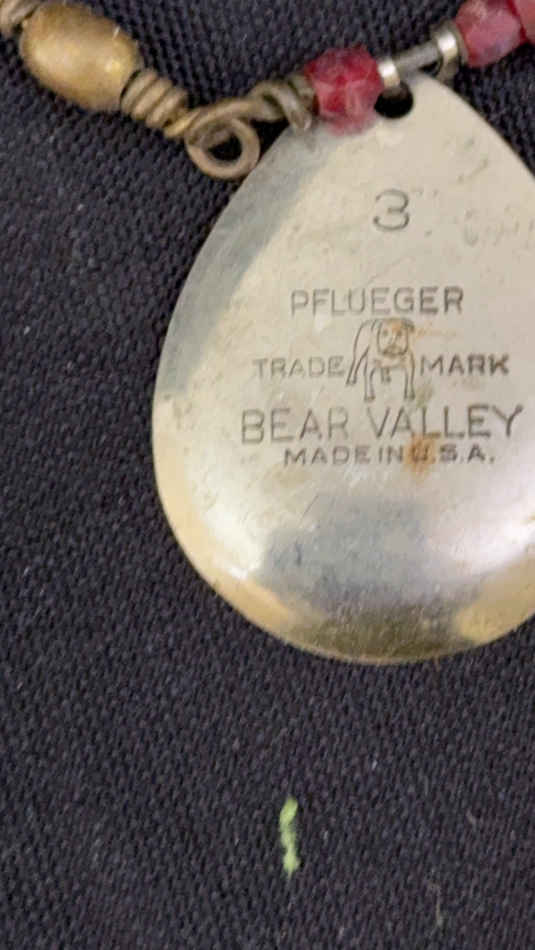 3
PFLUEGER
TRADE MARK
BEAR VALLEY
MADE IN U.S.A.